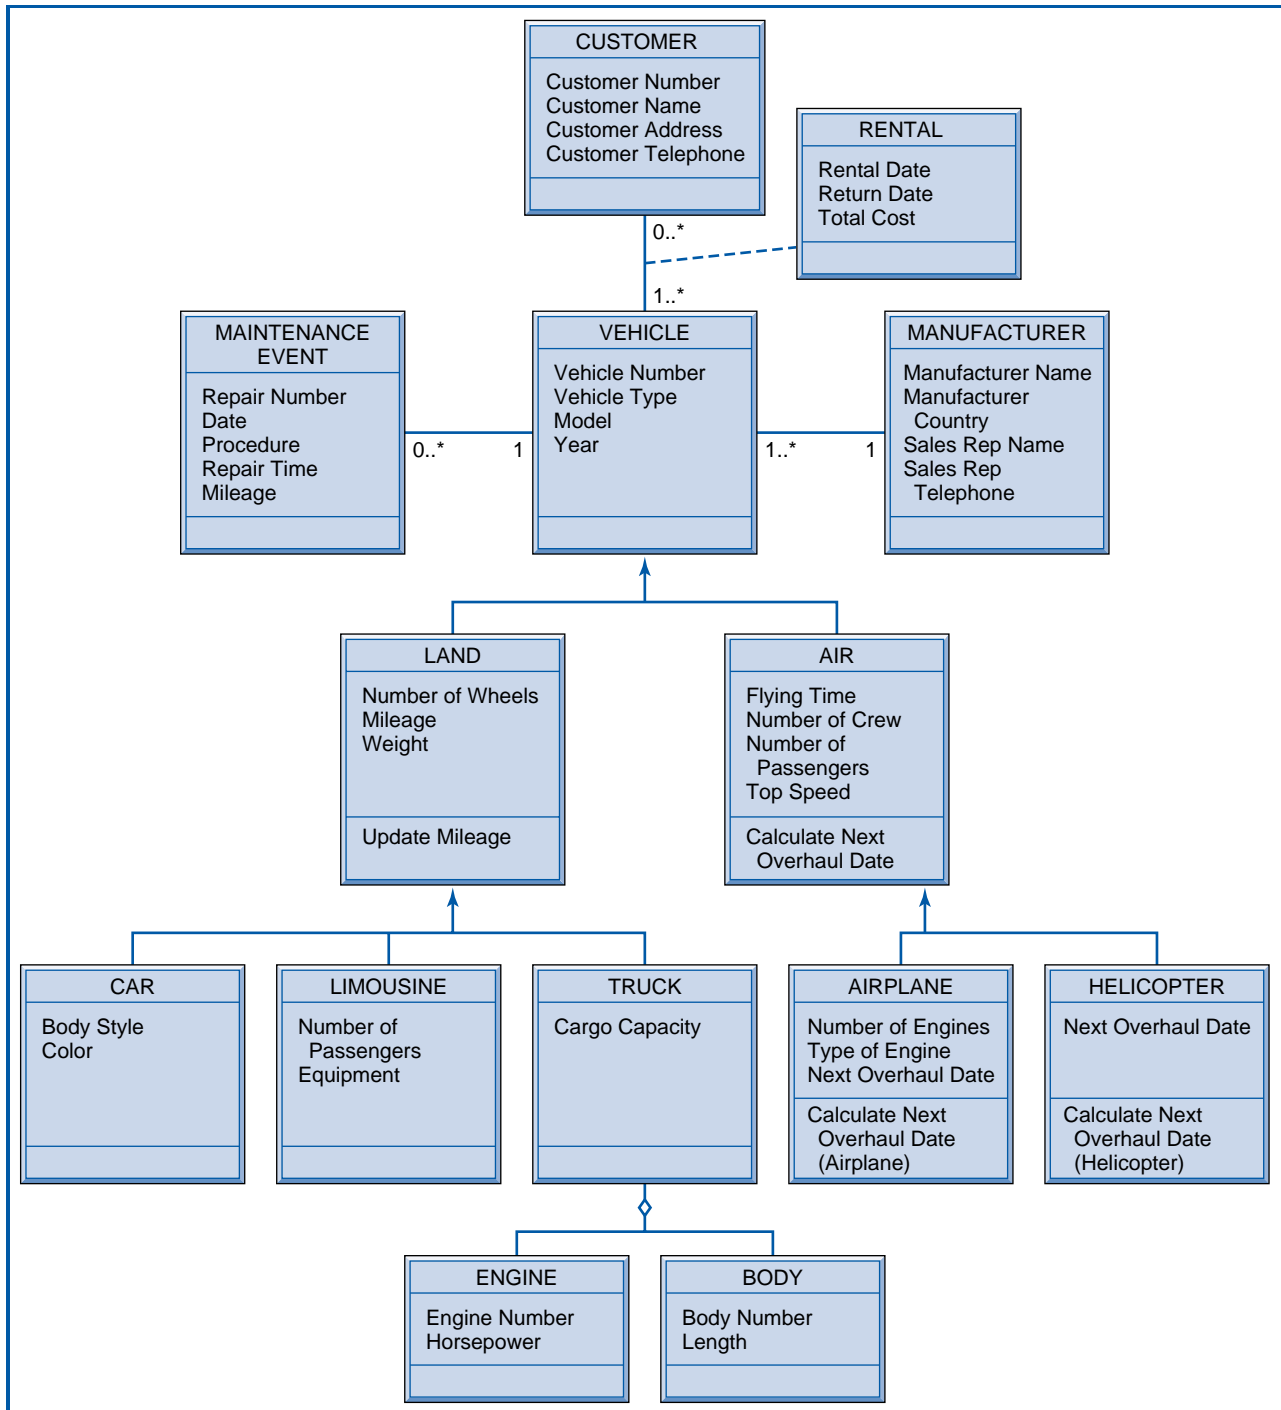 CUSTOMER
Customer Number
Customer Name
Customer Address
Customer Telephone
RENTAL
Rental Date
Return Date
Total Cost
0..*
1..*
MAINTENANCE
EVENT
Repair Number
Date
Procedure
Repair Time
Mileage
0..*
1
VEHICLE
Vehicle Number
Vehicle Type
Model
Year
1..*
1
MANUFACTURER
Manufacturer Name
Manufacturer
Country
Sales Rep Name
Sales Rep
Telephone
LAND
Number of Wheels
Mileage
Weight
Update Mileage
AIR
Flying Time
Number of Crew
Number of
Passengers
Top Speed
Calculate Next
Overhaul Date
CAR
Body Style
Color
LIMOUSINE
Number of
Passengers
Equipment
TRUCK
Cargo Capacity
AIRPLANE
Number of Engines
Type of Engine
Next Overhaul Date
Calculate Next
Overhaul Date
(Airplane)
HELICOPTER
Next Overhaul Date
Calculate Next
Overhaul Date
(Helicopter)
ENGINE
Engine Number
Horsepower
BODY
Body Number
Length